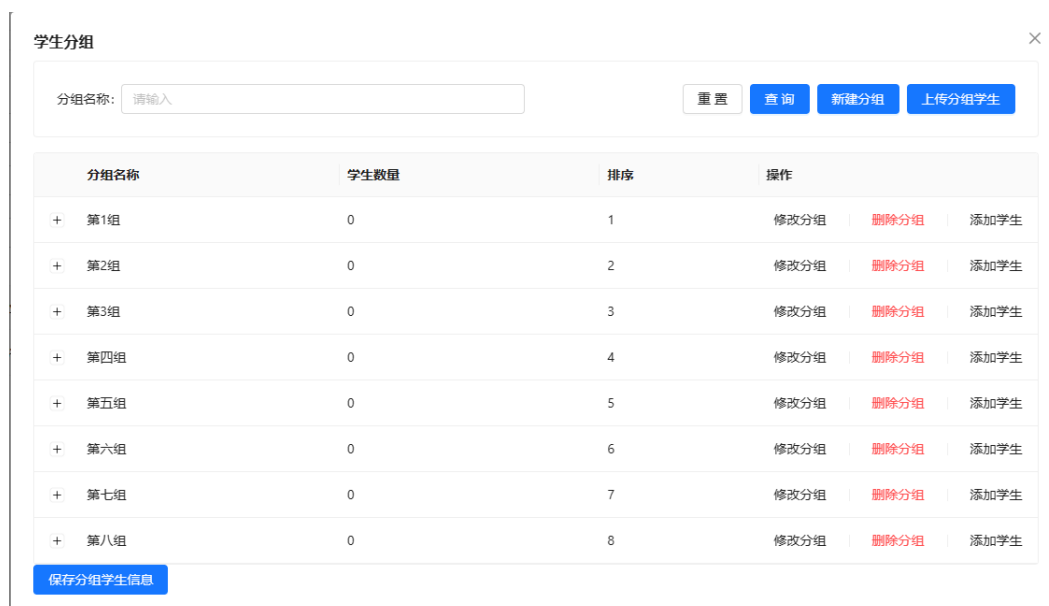 学生分组
分组名称: 请输入 重置 查询 新建分组 上传分组学生
分组名称 学生数量 排序 操作
第1组 0 1 修改分组 删除分组 添加学生
第2组 0 2 修改分组 删除分组 添加学生
第3组 0 3 修改分组 删除分组 添加学生
第四组 0 4 修改分组 删除分组 添加学生
第五组 0 5 修改分组 删除分组 添加学生
第六组 0 6 修改分组 删除分组 添加学生
第七组 0 7 修改分组 删除分组 添加学生
第八组 0 8 修改分组 删除分组 添加学生
保存分组学生信息